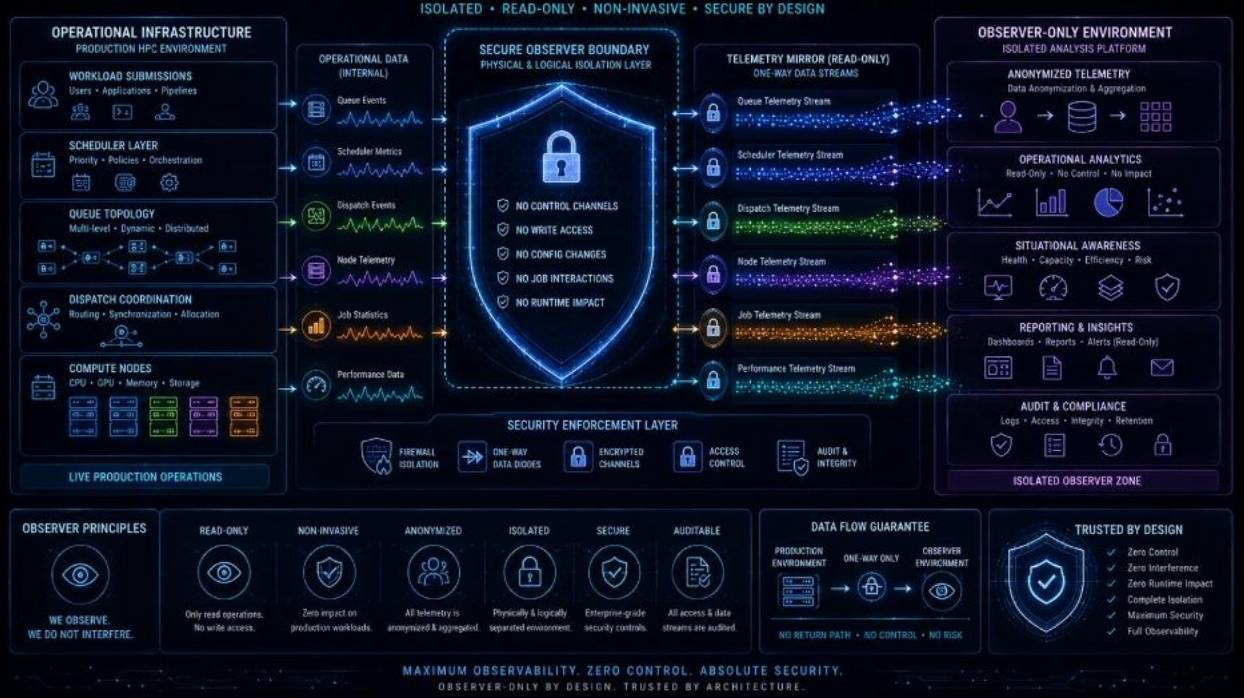 ISOLATED • READ-ONLY • NON-INVASIVE • SECURE BY DESIGN
OPERATIONAL INFRASTRUCTURE
PRODUCTION HPC ENVIRONMENT
WORKLOAD SUBMISSIONS
Users • Applications • Pipelines
SCHEDULER LAYER
Priority • Policies • Orchestration
QUEUE TOPOLOGY
Multi-level • Dynamic • Distributed
DISPATCH COORDINATION
Routing • Synchronization • Allocation
COMPUTE NODES
CPU • GPU • Memory • Storage
LIVE PRODUCTION OPERATIONS
OPERATIONAL DATA
(INTERNAL)
Queue Events
Scheduler Metrics
Dispatch Events
Node Telemetry
Job Statistics
Performance Data
SECURE OBSERVER BOUNDARY
PHYSICAL & LOGICAL ISOLATION LAYER
NO CONTROL CHANNELS
NO WRITE ACCESS
NO CONFIG CHANGES
NO JOB INTERACTIONS
NO RUNTIME IMPACT
TELEMETRY MIRROR (READ-ONLY)
ONE-WAY DATA STREAMS
Queue Telemetry Stream
Scheduler Telemetry Stream
Dispatch Telemetry Stream
Node Telemetry Stream
Job Telemetry Stream
Performance Telemetry Stream
SECURITY ENFORCEMENT LAYER
FIREWALL
ISOLATION
ONE-WAY
DATA DIODES
ENCRYPTED
CHANNELS
ACCESS
CONTROL
AUDIT &
INTEGRITY
OBSERVER-ONLY ENVIRONMENT
ISOLATED ANALYSIS PLATFORM
ANONYMIZED TELEMETRY
Data Anonymization & Aggregation
OPERATIONAL ANALYTICS
Read-Only • No Control • No Impact
SITUATIONAL AWARENESS
Health • Capacity • Efficiency • Risk
REPORTING & INSIGHTS
Dashboards • Reports • Alerts (Read-Only)
AUDIT & COMPLIANCE
Logs • Access • Integrity • Retention
ISOLATED OBSERVER ZONE
OBSERVER PRINCIPLES
WE OBSERVE.
WE DO NOT INTERFERE.
READ-ONLY
Only read operations.
No write access.
NON-INVASIVE
Zero impact on
production workloads.
ANONYMIZED
All telemetry is
anonymized & aggregated.
ISOLATED
Physically & logically
separated environment.
SECURE
Enterprise-grade
security controls.
AUDITABLE
All access & data
streams are audited.
DATA FLOW GUARANTEE
PRODUCTION
ENVIRONMENT
ONE-WAY ONLY
OBSERVER
ENVIRONMENT
NO RETURN PATH • NO CONTROL • NO RISK
TRUSTED BY DESIGN
Zero Control
Zero Interference
Zero Runtime Impact
Complete Isolation
Maximum Security
Full Observability
MAXIMUM OBSERVABILITY. ZERO CONTROL. ABSOLUTE SECURITY.
OBSERVER-ONLY BY DESIGN. TRUSTED BY ARCHITECTURE.